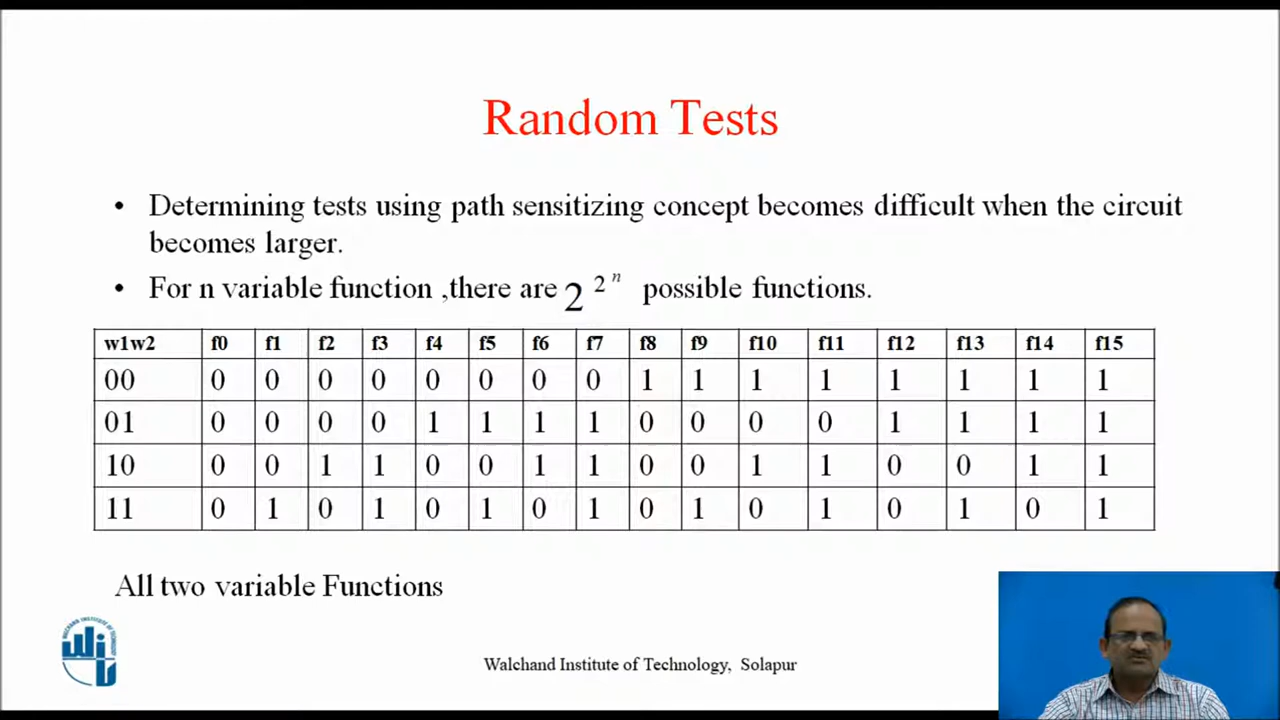 Random Tests
• Determining tests using path sensitizing concept becomes difficult when the circuit
becomes larger.
• For n variable function ,there are 2^2^n possible functions.
w1w2 f0 f1 f2 f3 f4 f5 f6 f7 f8 f9 f10 f11 f12 f13 f14 f15
00 0 0 0 0 0 0 0 0 1 1 1 1 1 1 1 1
01 0 0 0 0 1 1 1 1 0 0 0 0 1 1 1 1
10 0 0 1 1 0 0 1 1 0 0 1 1 0 0 1 1
11 0 1 0 1 0 1 0 1 0 1 0 1 0 1 0 1
All two variable Functions
Walchand Institute of Technology, Solapur